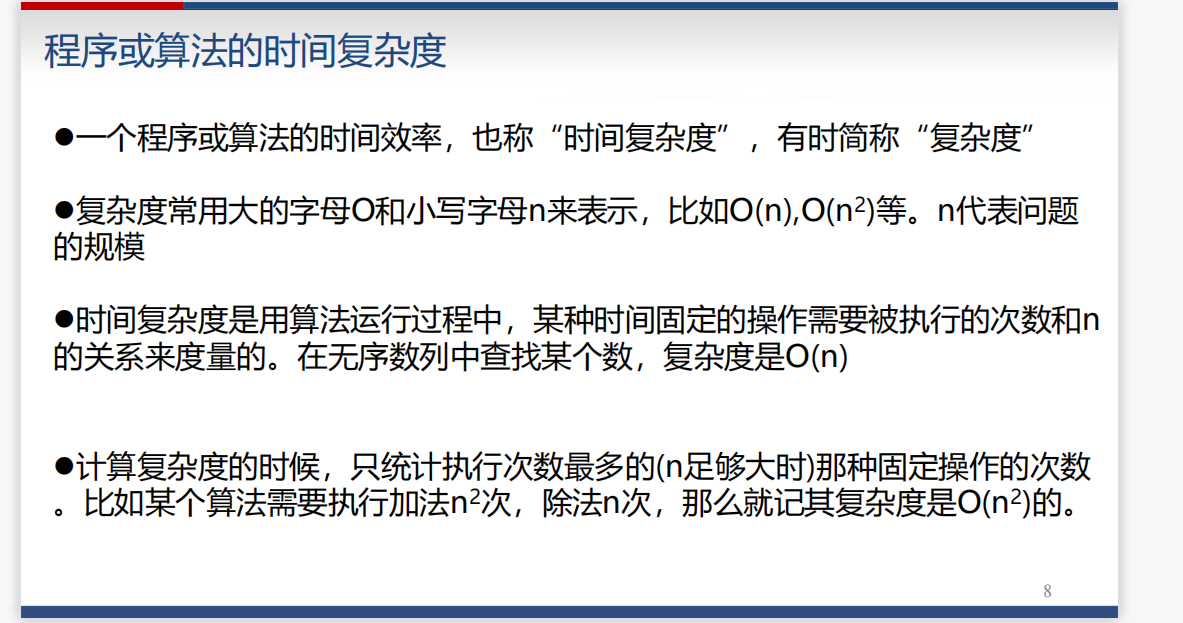 程序或算法的时间复杂度
●一个程序或算法的时间效率，也称“时间复杂度”，有时简称“复杂度”
●复杂度常用大的字母O和小写字母n来表示，比如O(n),O(n²)等。n代表问题
的规模
●时间复杂度是用算法运行过程中，某种时间固定的操作需要被执行的次数和n
的关系来度量的。在无序数列中查找某个数，复杂度是O(n)
●计算复杂度的时候，只统计执行次数最多的(n足够大时)那种固定操作的次数
。比如某个算法需要执行加法n²次，除法n次，那么就记其复杂度是O(n²)的。
8